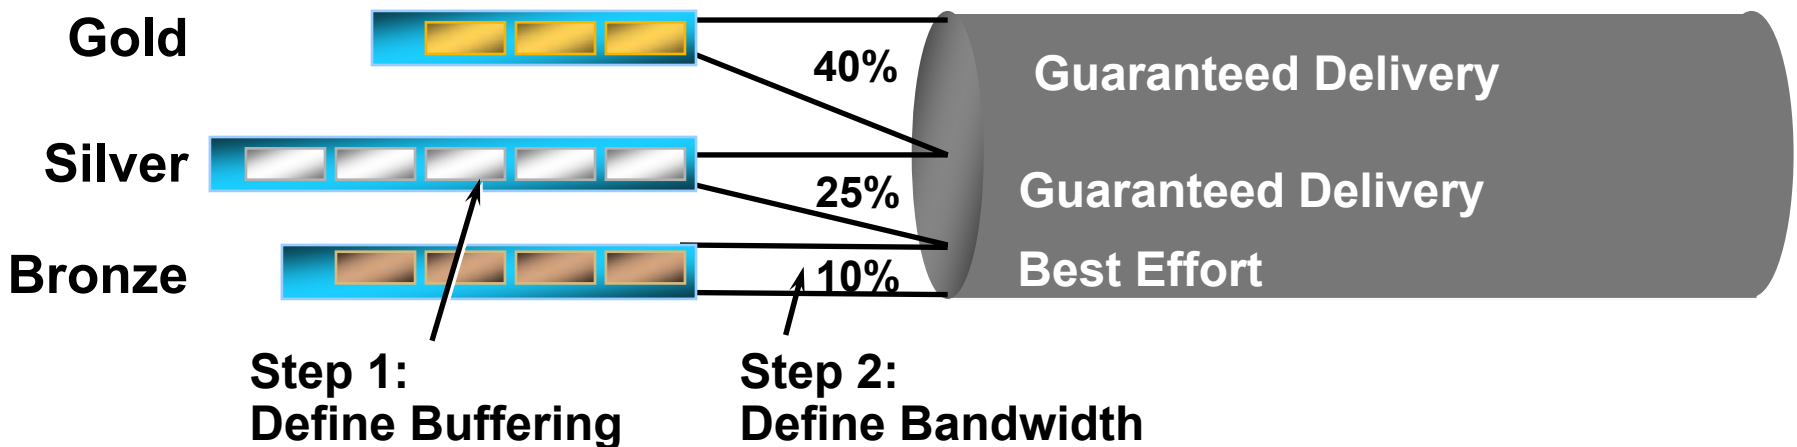 Gold
40%
Guaranteed Delivery
Silver
25%
Guaranteed Delivery
Bronze
10%
Best Effort
Step 1:
Define Buffering
Step 2:
Define Bandwidth